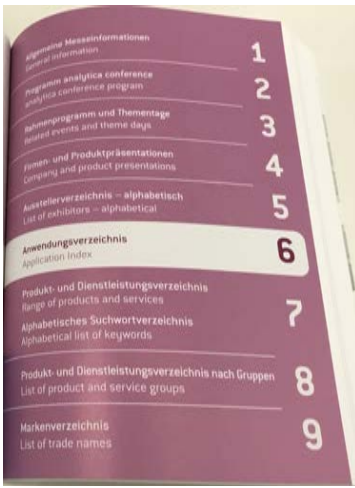 Allgemeine Messeinformationen
General information
1
Programm analytica conference
analytica conference program
2
Rahmenprogramm und Thementage
Related events and theme days
3
Firmen- und Produktpräsentationen
Company and product presentations
4
Ausstellerverzeichnis – alphabetisch
List of exhibitors – alphabetical
5
Anwendungsverzeichnis
Application Index
6
Produkt- und Dienstleistungsverzeichnis
Range of products and services
7
Alphabetisches Suchwortverzeichnis
Alphabetical list of keywords
Produkt- und Dienstleistungsverzeichnis nach Gruppen
List of product and service groups
8
Markenverzeichnis
List of trade names
9